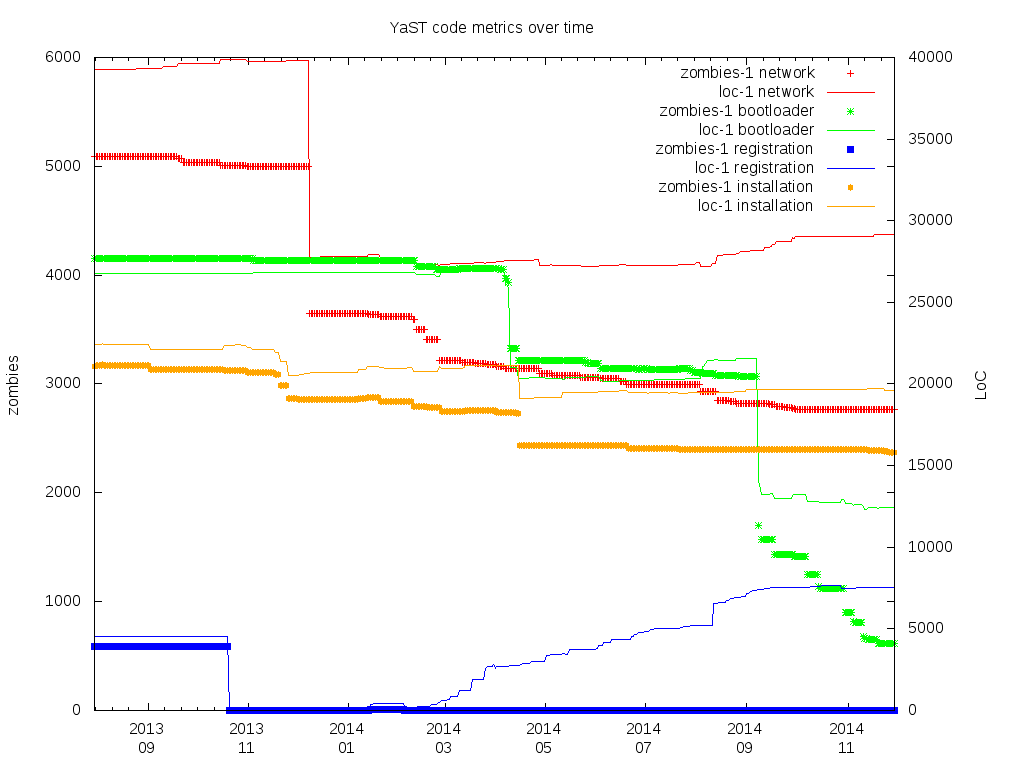 YaST code metrics over time
6000
5000
4000
3000
2000
1000
0
zombies
40000
35000
30000
25000
20000
15000
10000
5000
0
LoC
zombies-1 network
loc-1 network
zombies-1 bootloader
loc-1 bootloader
zombies-1 registration
loc-1 registration
zombies-1 installation
loc-1 installation
2013 2013 2014 2014 2014 2014 2014 2014
09 11 01 03 05 07 09 11